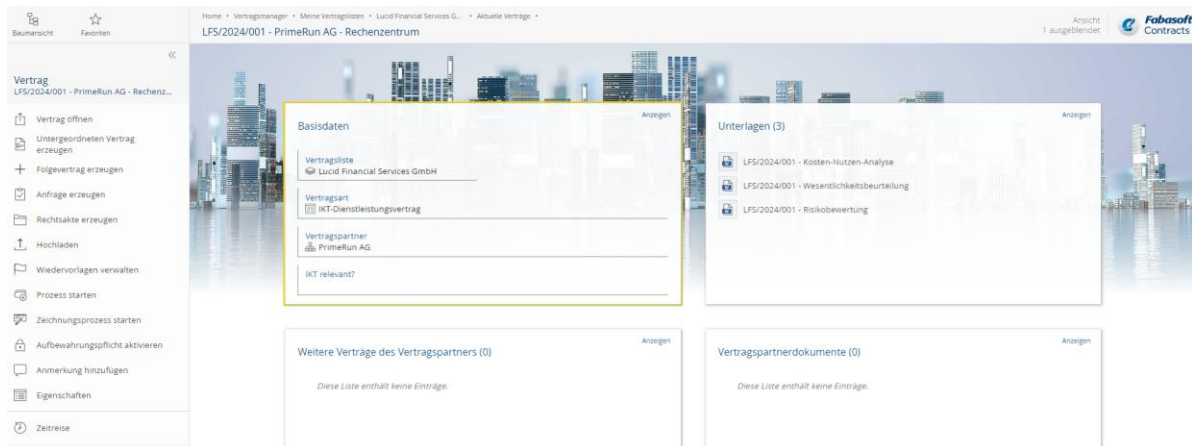 Baumansicht
Favoriten
Home • Vertragsmanager • Meine Vertragslisten • Lucid Financial Services G... • Aktuelle Verträge •
LFS/2024/001 - PrimeRun AG - Rechenzentrum
Ansicht
1 ausgeblendet
Fabasoft
Contracts
«
Vertrag
LFS/2024/001 - PrimeRun AG - Rechenz...
Vertrag öffnen
Untergeordneten Vertrag
erzeugen
Folgevertrag erzeugen
Anfrage erzeugen
Rechtsakte erzeugen
Hochladen
Wiedervorlagen verwalten
Prozess starten
Zeichnungsprozess starten
Aufbewahrungspflicht aktivieren
Anmerkung hinzufügen
Eigenschaften
Zeitreise
Basisdaten
Anzeigen
Vertragsliste
Lucid Financial Services GmbH
Vertragsart
IKT-Dienstleistungsvertrag
Vertragspartner
PrimeRun AG
IKT relevant?
Unterlagen (3)
Anzeigen
LFS/2024/001 - Kosten-Nutzen-Analyse
LFS/2024/001 - Wesentlichkeitsbeurteilung
LFS/2024/001 - Risikobewertung
Weitere Verträge des Vertragspartners (0)
Anzeigen
Diese Liste enthält keine Einträge.
Vertragspartnerdokumente (0)
Anzeigen
Diese Liste enthält keine Einträge.